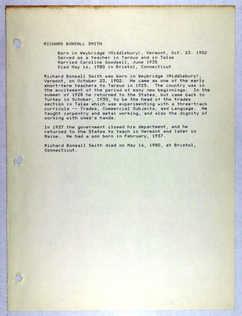 RICHARD BONSALL SMITH
Born in Weybridge (Middlebury), Vermont, Oct. 23, 1902
Served as a teacher in Tarsus and in Talas
Married Caroline Goodsell, June 1935
Died May 16, 1980 in Bristol, Connecticut
Richard Bonsall Smith was born in Weybridge (Middlebury),
Vermont, on October 23, 1902. He came as one of the early
short-term teachers to Tarsus in 1925. The country was in
the excitement of the period of many new beginnings. In the
summer of 1928 he returned to the States, but came back to
Turkey in October, 1930, to be the head of the trades
section in Talas which was experimenting with a three-track
curricula -- Trades, Commercial Subjects, and Language. He
taught carpentry and metal working, and also the dignity of
working with one's hands.
In 1937 the government closed his department, and he
returned to the States to teach in Vermont and later in
Maine. He had a son born in February, 1937.
Richard Bonsall Smith died on May 16, 1980, at Bristol,
Connecticut.